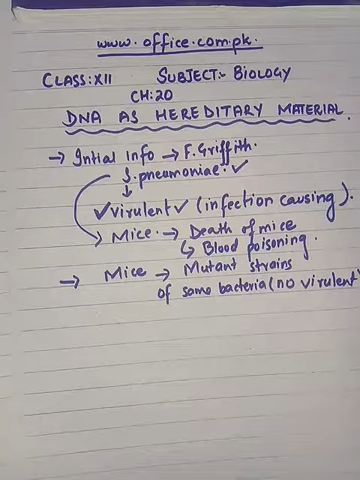 www.office.com.pk.
CLASS:XII SUBJECT:- BIOLOGY
CH:20
DNA AS HEREDITARY MATERIAL
→ Intial Info → F. Griffith.
S. pneumoniae. ✓
↓
✓virulent✓ (infection causing).
Mice. → Death of mice
↳ Blood poisoning.
→ Mice → Mutant strains
of same bacteria (no virulent